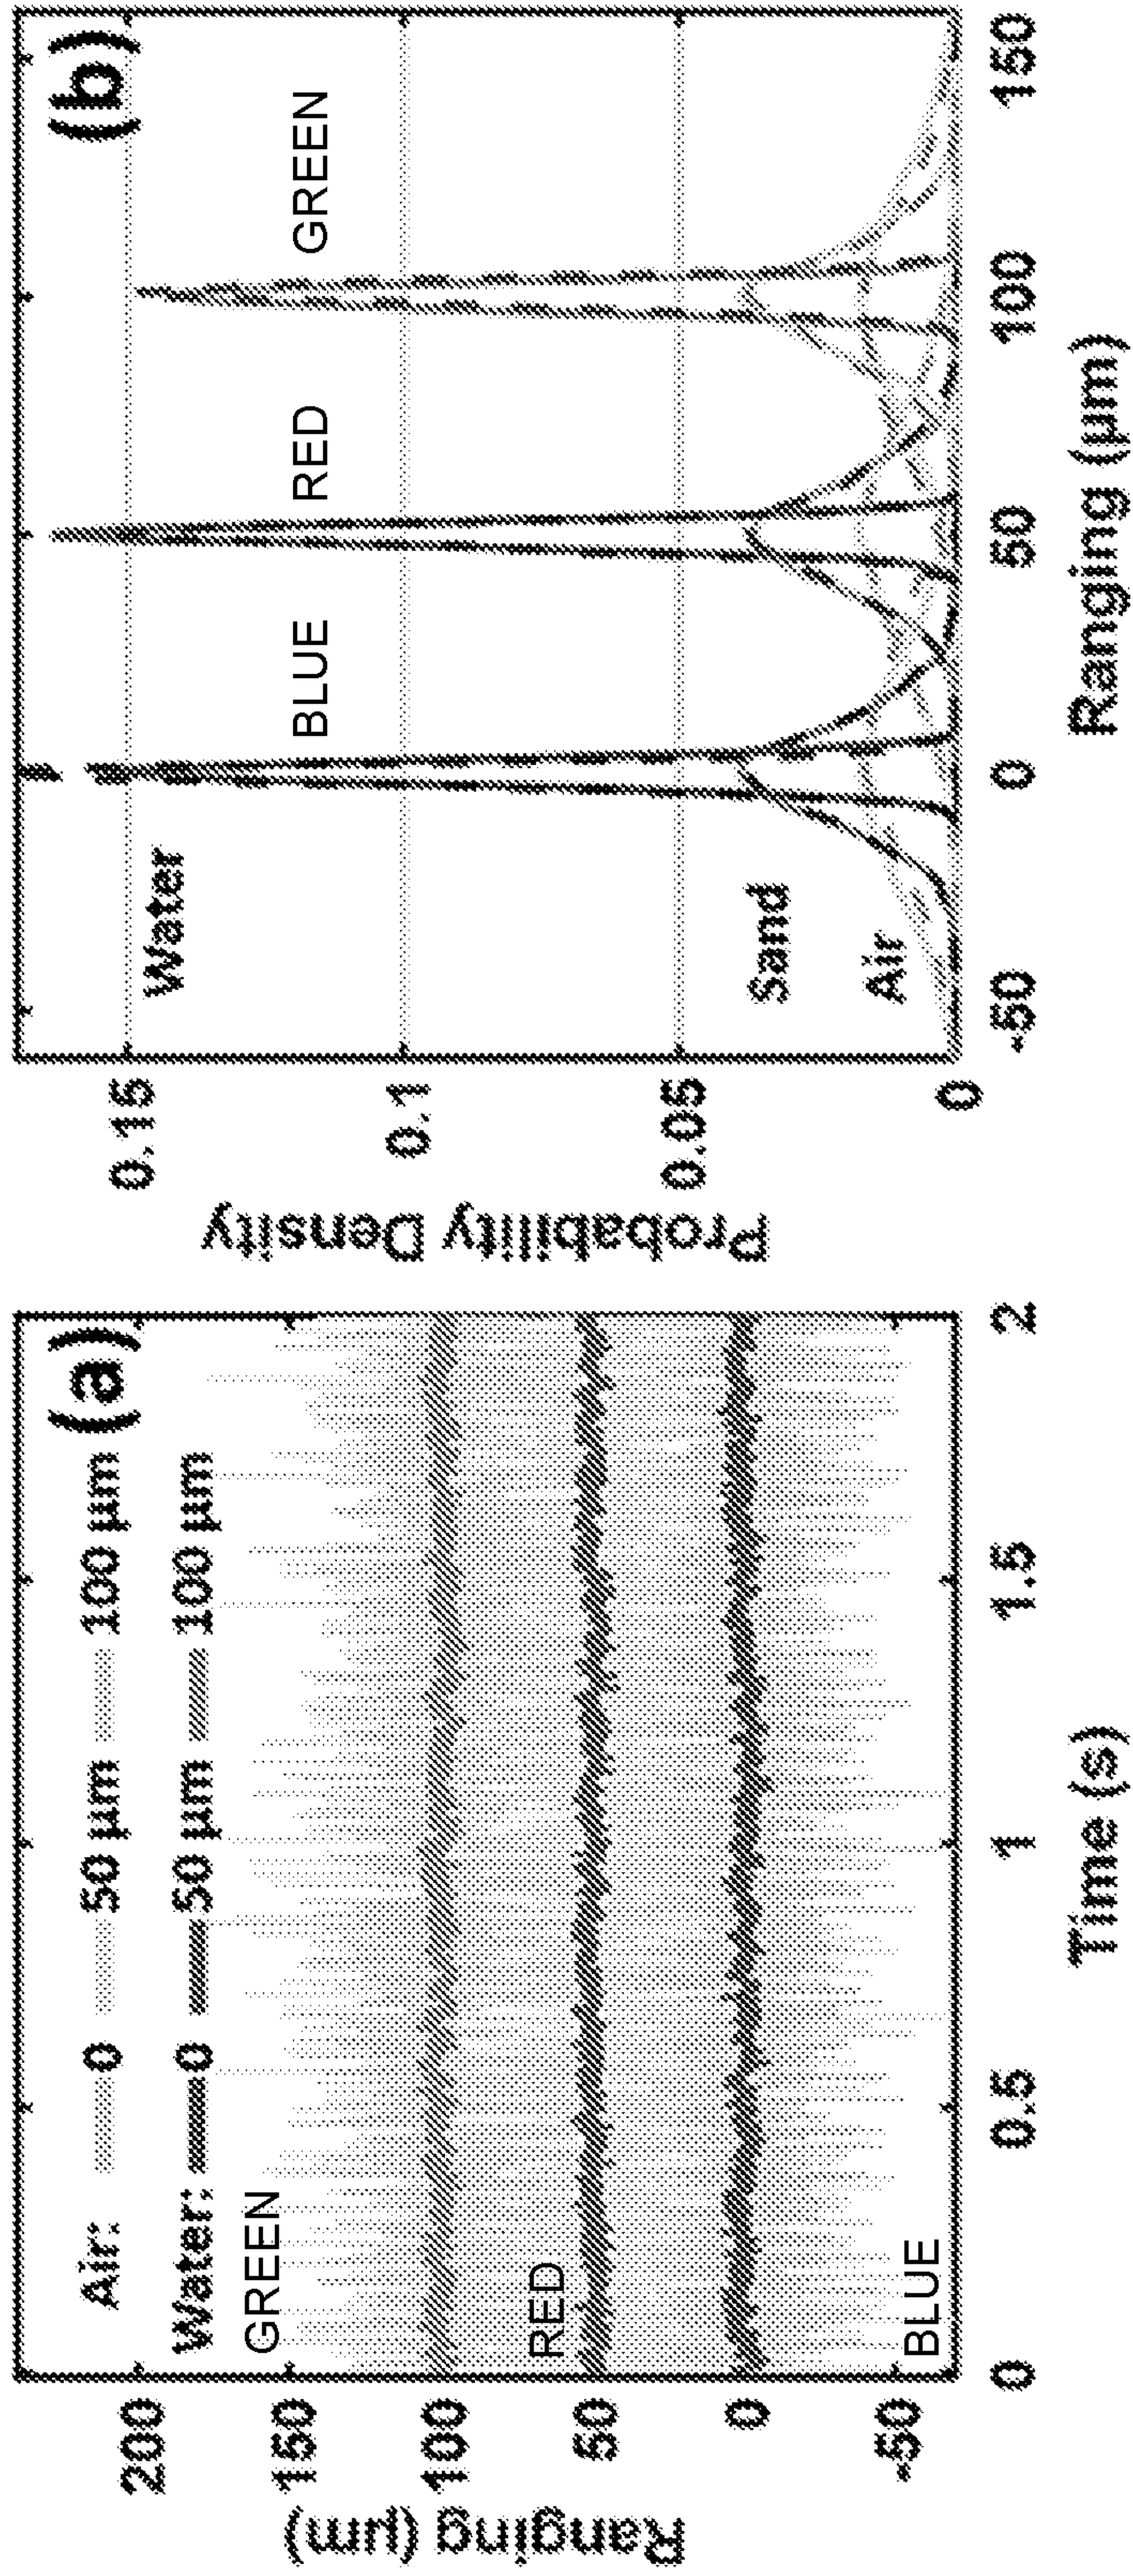 (a)
Air: 0 50 µm 100 µm
Water: 0 50 µm 100 µm
GREEN
RED
BLUE
200
150
100
50
0
-50
Ranging (µm)
0 0.5 1 1.5 2
Time (s)
(b)
Water
BLUE RED GREEN
Sand
Air
0.15
0.1
0.05
0
Probability Density
-50 0 50 100 150
Ranging (µm)